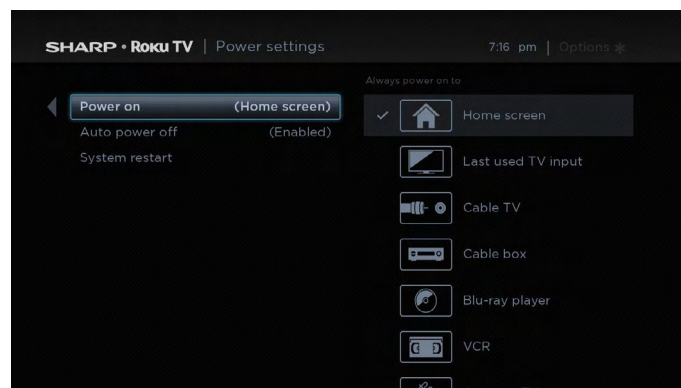 SHARP • ROKU TV | Power settings
7:16 pm | Options ✱
Power on (Home screen)
Auto power off (Enabled)
System restart
Always power on to
Home screen
Last used TV input
Cable TV
Cable box
Blu-ray player
VCR